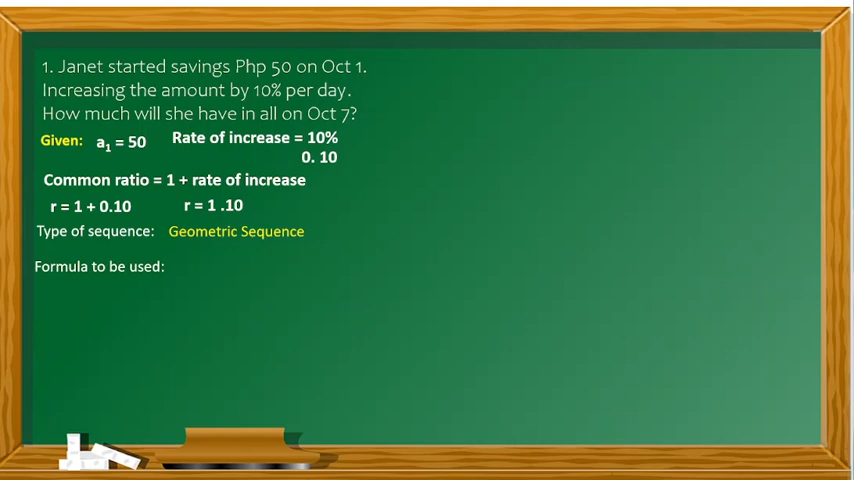 1. Janet started savings Php 50 on Oct 1.
Increasing the amount by 10% per day.
How much will she have in all on Oct 7?
Given: a₁ = 50 Rate of increase = 10%
0. 10
Common ratio = 1 + rate of increase
r = 1 + 0.10 r = 1 .10
Type of sequence: Geometric Sequence
Formula to be used: